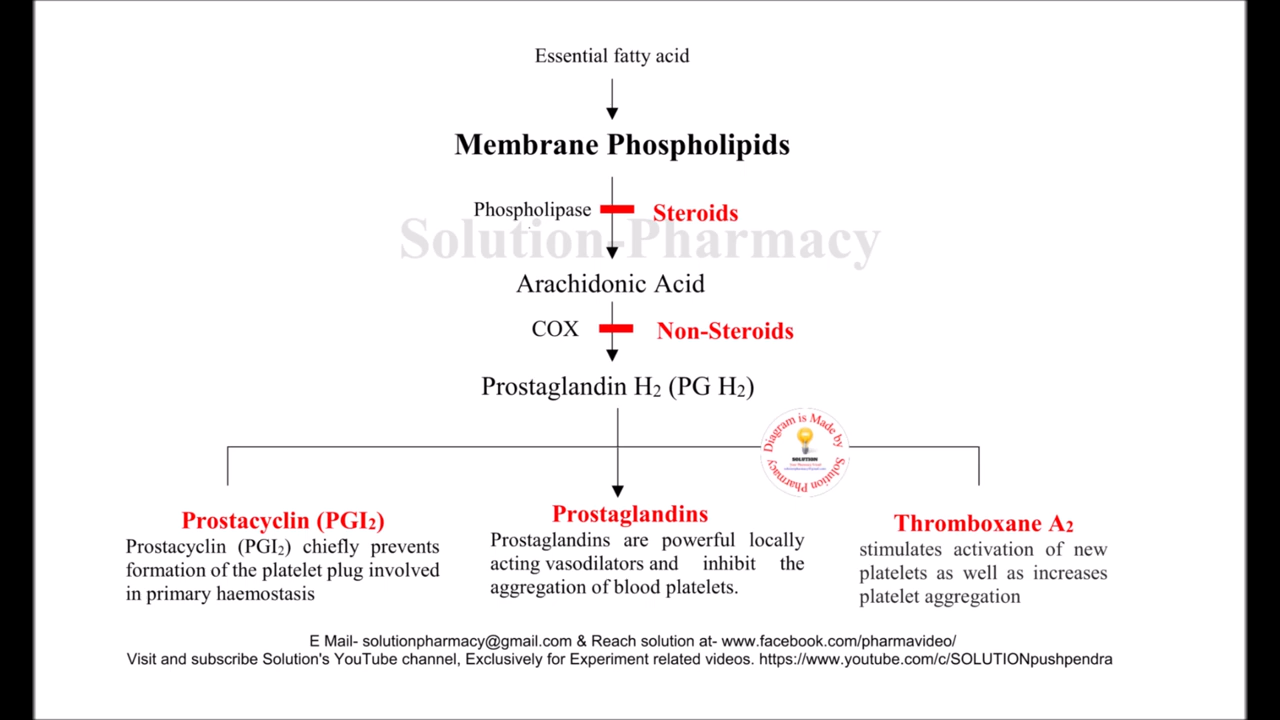 Essential fatty acid
Membrane Phospholipids
Phospholipase
Steroids
Solution-Pharmacy
Arachidonic Acid
COX
Non-Steroids
Prostaglandin H₂ (PG H₂)
Diagram is Made by Solution Pharmacy
SOLUTION
Prostacyclin (PGI₂)
Prostacyclin (PGI₂) chiefly prevents
formation of the platelet plug involved
in primary haemostasis
Prostaglandins
Prostaglandins are powerful locally
acting vasodilators and inhibit the
aggregation of blood platelets.
Thromboxane A₂
stimulates activation of new
platelets as well as increases
platelet aggregation
E Mail- solutionpharmacy@gmail.com & Reach solution at- www.facebook.com/pharmavideo/
Visit and subscribe Solution's YouTube channel, Exclusively for Experiment related videos. https://www.youtube.com/c/SOLUTIONpushpendra